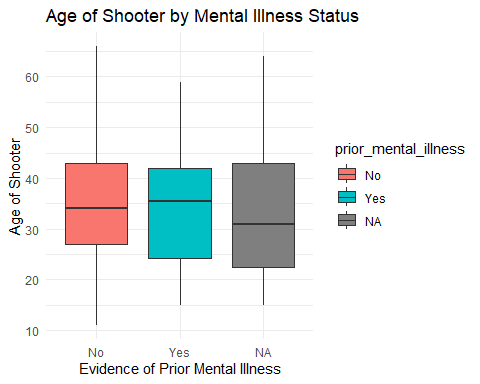 Age of Shooter by Mental Illness Status
Age of Shooter
60
50
40
30
20
10
No
Yes
NA
Evidence of Prior Mental Illness
prior_mental_illness
No
Yes
NA